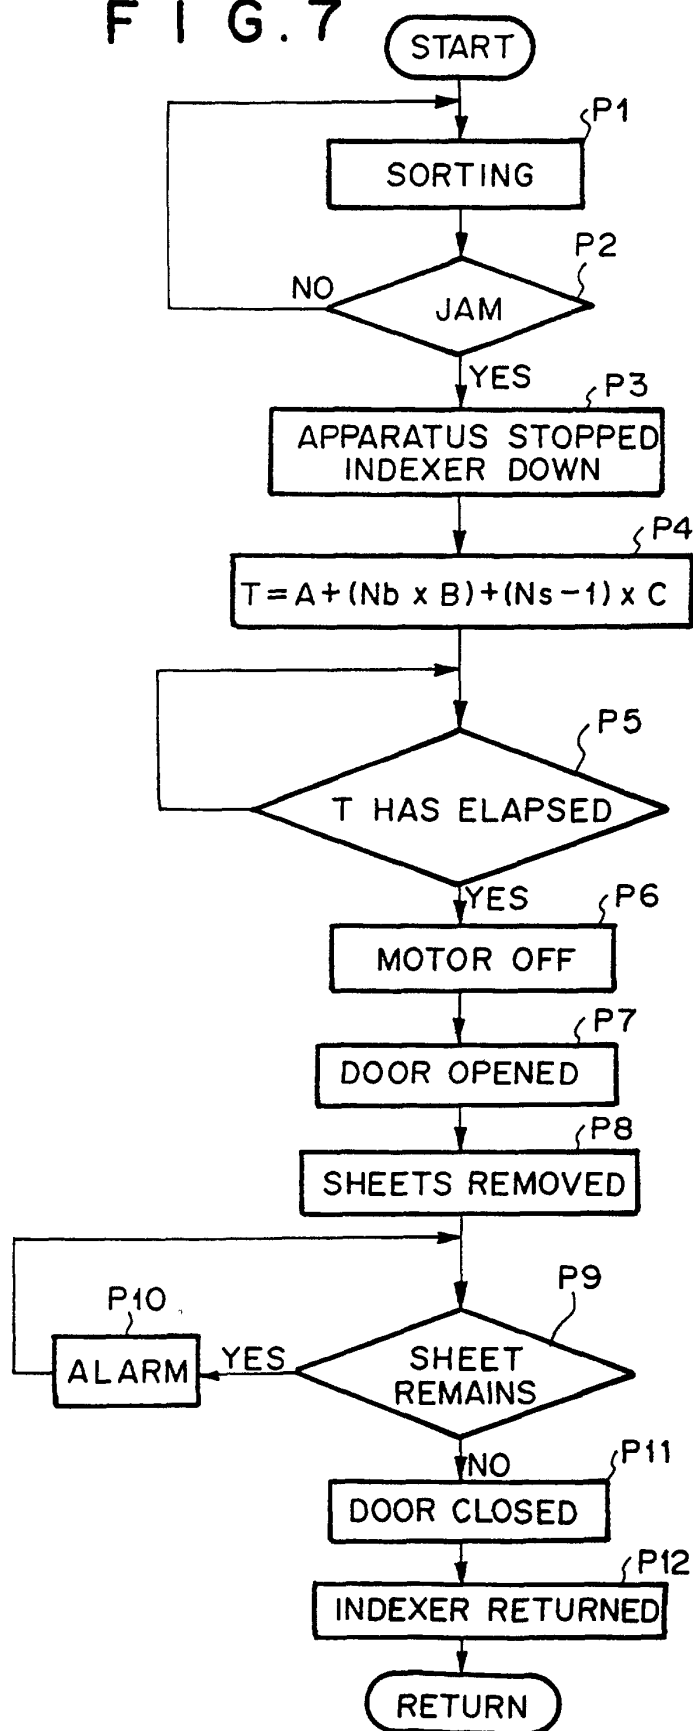 FIG. 7
START
P1
SORTING
P2
NO
JAM
YES
P3
APPARATUS STOPPED
INDEXER DOWN
P4
T=A+(Nb x B)+(Ns-1) x C
P5
T HAS ELAPSED
YES
P6
MOTOR OFF
P7
DOOR OPENED
P8
SHEETS REMOVED
P9
P10
ALARM
YES
SHEET
REMAINS
NO
P11
DOOR CLOSED
P12
INDEXER RETURNED
RETURN